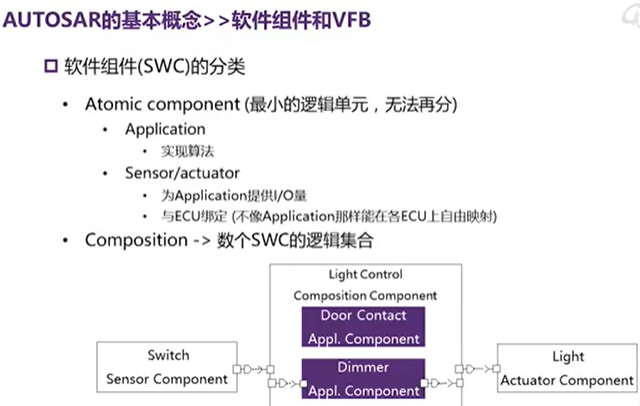 AUTOSAR的基本概念>>软件组件和VFB
软件组件(SWC)的分类
Atomic component (最小的逻辑单元，无法再分)
Application
实现算法
Sensor/actuator
为Application提供I/O量
与ECU绑定 (不像Application那样能在各ECU上自由映射)
Composition -> 数个SWC的逻辑集合
Light Control
Composition Component
Door Contact
Appl. Component
Switch
Sensor Component
Dimmer
Appl. Component
Light
Actuator Component